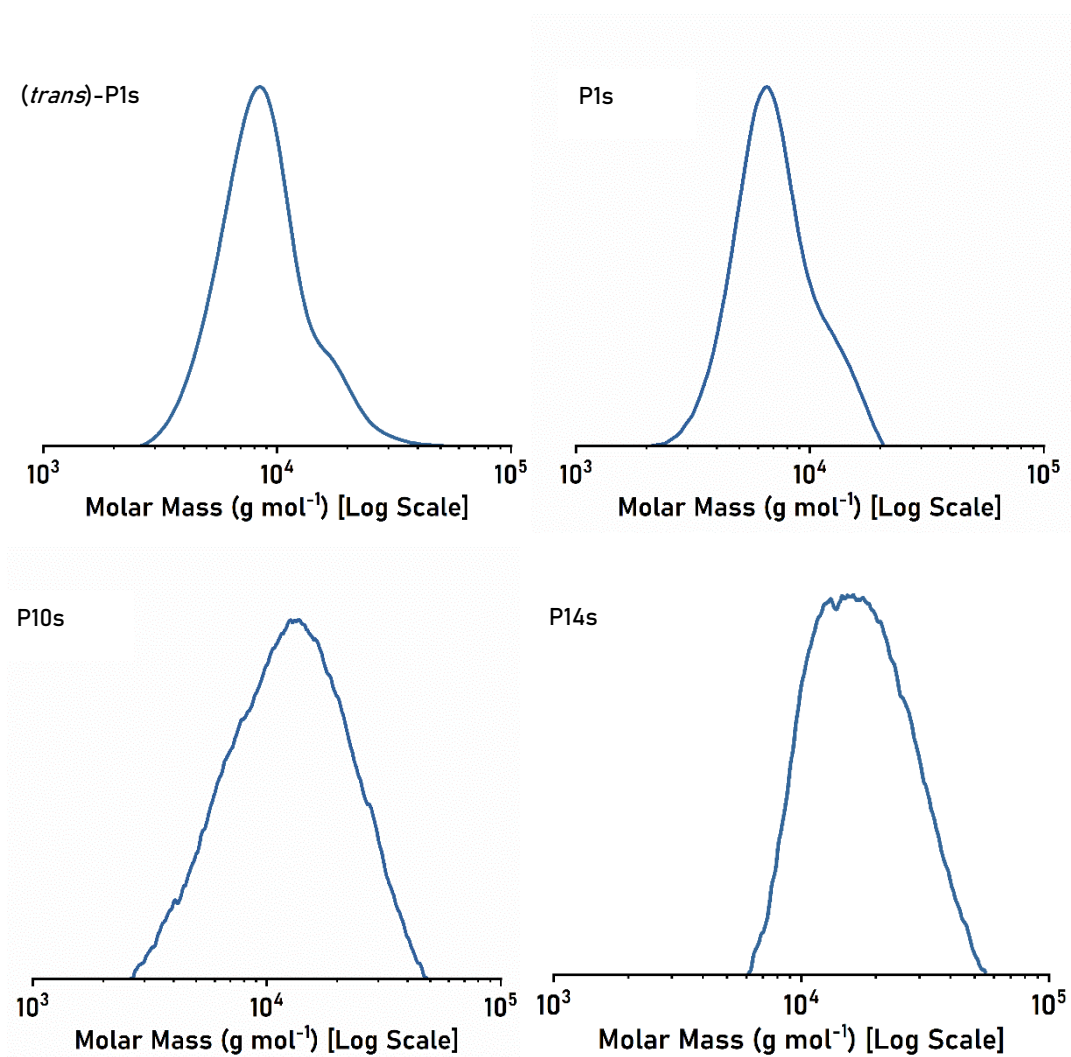 (trans)-P1s
P1s
10³ 10⁴ 10⁵
Molar Mass (g mol⁻¹) [Log Scale]
10³ 10⁴ 10⁵
Molar Mass (g mol⁻¹) [Log Scale]
P10s
P14s
10³ 10⁴ 10⁵
Molar Mass (g mol⁻¹) [Log Scale]
10³ 10⁴ 10⁵
Molar Mass (g mol⁻¹) [Log Scale]